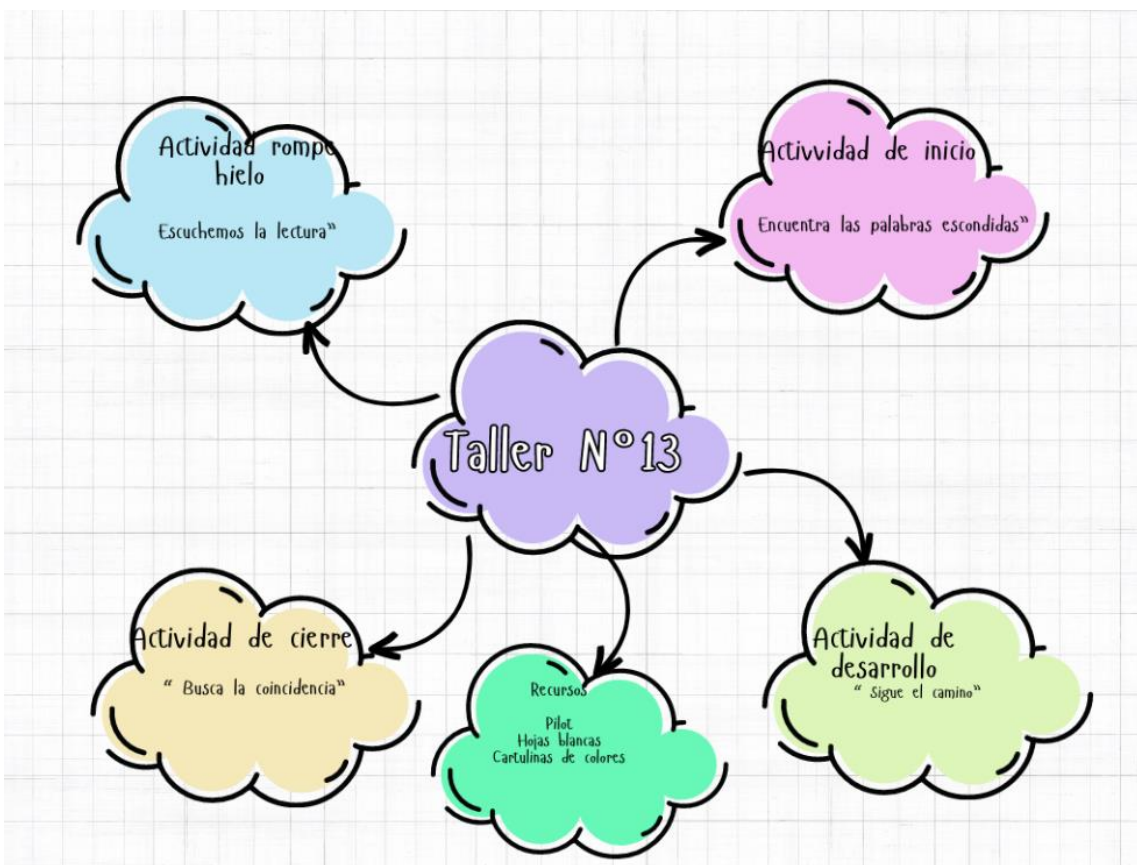 Actividad rompe
hielo
Escuchemos la lectura"
Activvidad de inicio
Encuentra las palabras escondidas"
Taller N°13
Actividad de cierre
" Busca la coincidencia"
Recursos
Pilot
Hojas blancas
Cartulinas de colores
Actividad de
desarrollo
" Sigue el camino"